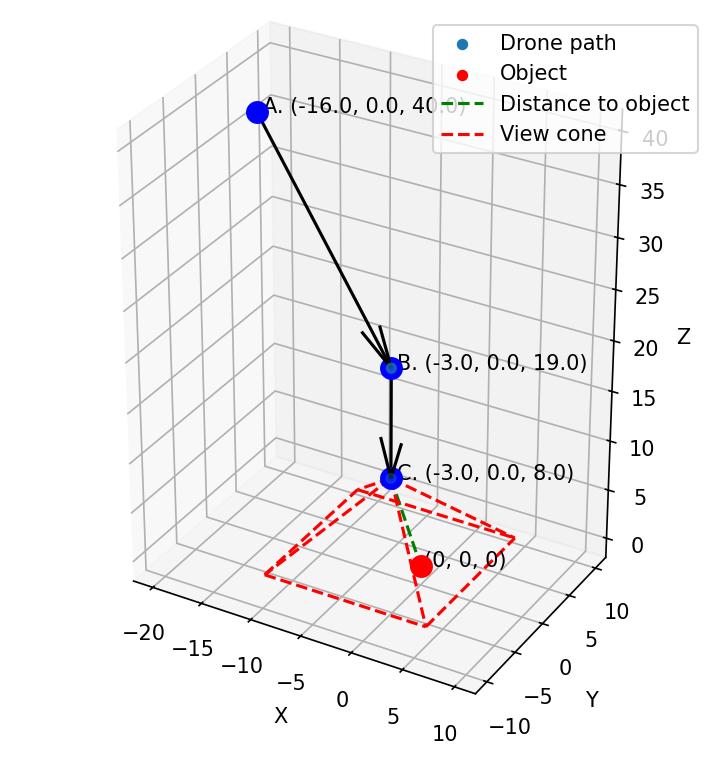 Drone path
Object
Distance to object
View cone
A. (-16.0, 0.0, 40.0)
B. (-3.0, 0.0, 19.0)
C. (-3.0, 0.0, 8.0)
(0, 0, 0)
40
35
30
25
20
15
10
5
0
Z
−20
−15
−10
−5
0
5
10
X
10
5
0
−5
−10
Y